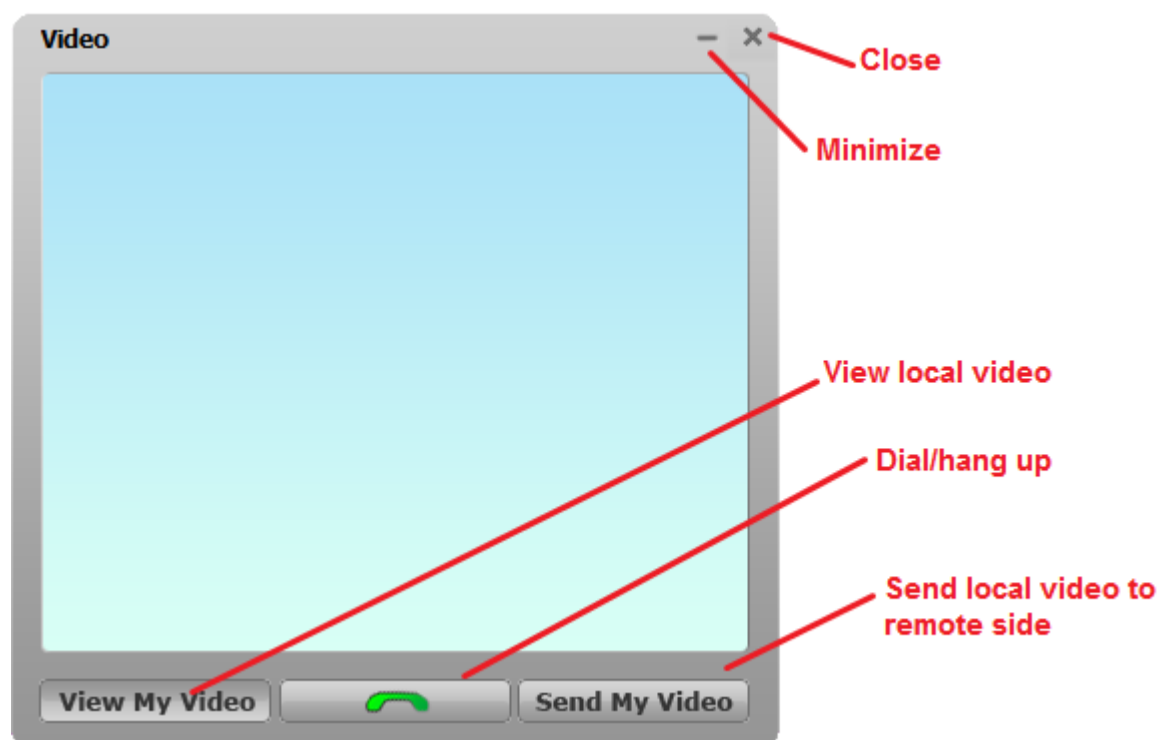 Video
Close
Minimize
View local video
Dial/hang up
Send local video to
remote side
View My Video
Send My Video